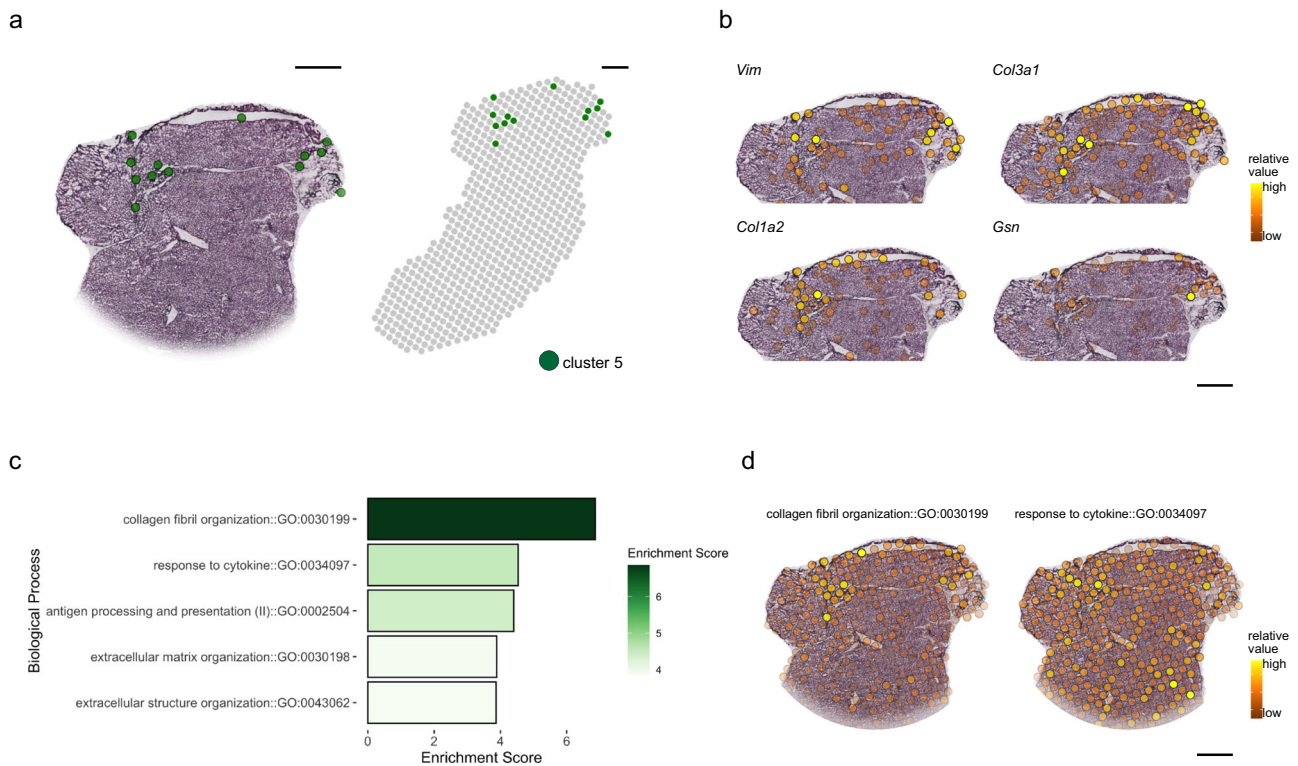 a
cluster 5
b
Vim
Col3a1
Col1a2
Gsn
relative
value
high
low
c
Biological Process
collagen fibril organization::GO:0030199
response to cytokine::GO:0034097
antigen processing and presentation (II)::GO:0002504
extracellular matrix organization::GO:0030198
extracellular structure organization::GO:0043062
0
2
4
6
Enrichment Score
Enrichment Score
6
5
4
d
collagen fibril organization::GO:0030199
response to cytokine::GO:0034097
relative
value
high
low